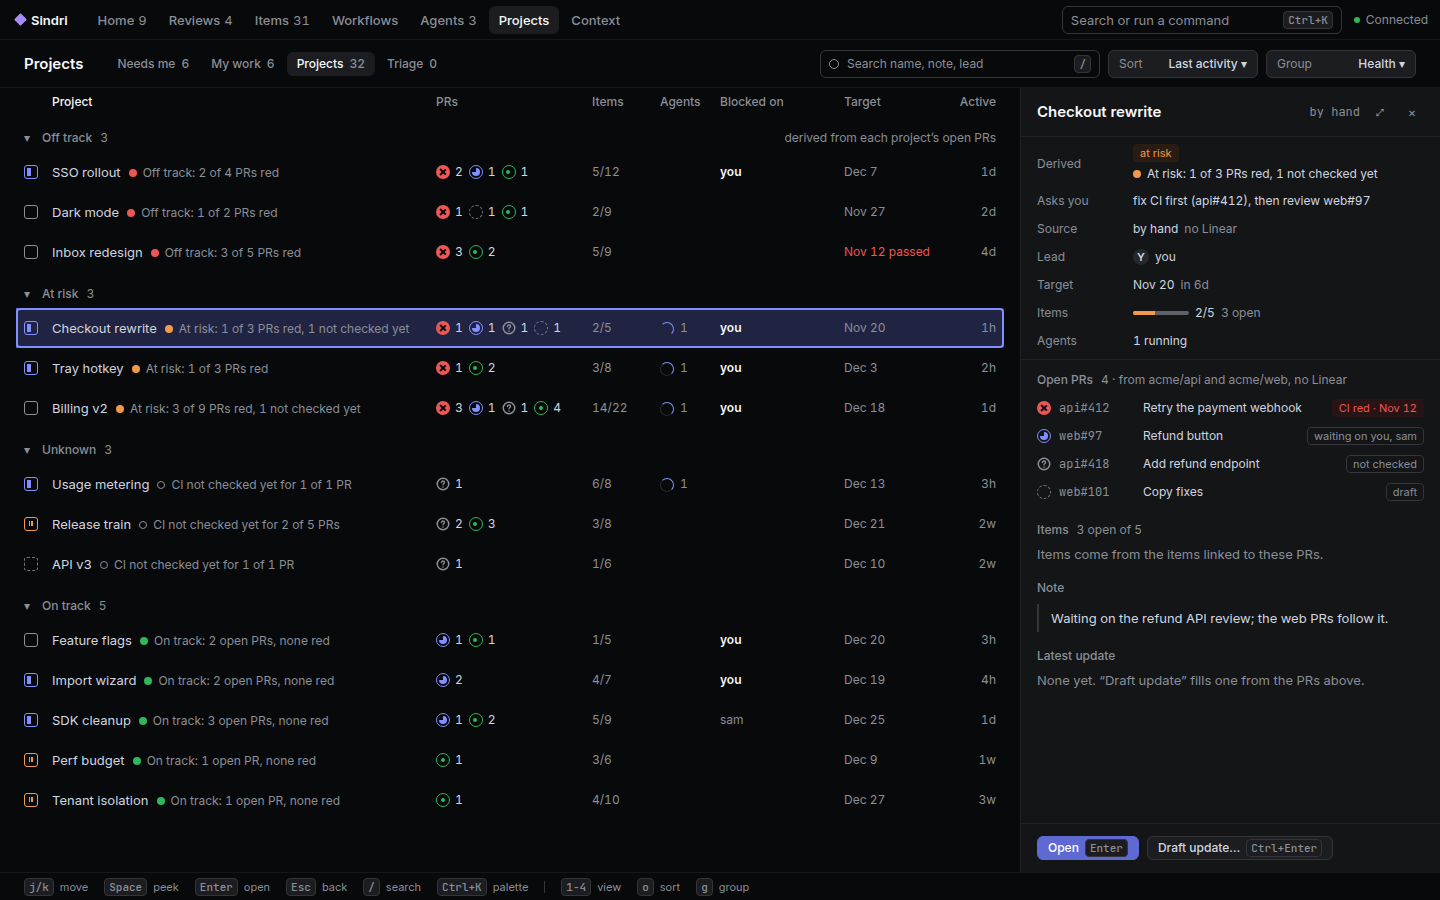 Sindri Home 9 Reviews 4 Items 31 Workflows Agents 3 Projects Context Search or run a command Ctrl+K Connected
Projects Needs me 6 My work 6 Projects 32 Triage 0 Search name, note, lead / Sort Last activity ▾ Group Health ▾
Project PRs Items Agents Blocked on Target Active
▾ Off track 3 derived from each project's open PRs
SSO rollout Off track: 2 of 4 PRs red 2 1 1 5/12 you Dec 7 1d
Dark mode Off track: 1 of 2 PRs red 1 1 1 2/9 Nov 27 2d
Inbox redesign Off track: 3 of 5 PRs red 3 2 5/9 Nov 12 passed 4d
▾ At risk 3
Checkout rewrite At risk: 1 of 3 PRs red, 1 not checked yet 1 1 1 1 2/5 1 you Nov 20 1h
Tray hotkey At risk: 1 of 3 PRs red 1 2 3/8 1 you Dec 3 2h
Billing v2 At risk: 3 of 9 PRs red, 1 not checked yet 3 1 1 4 14/22 1 you Dec 18 1d
▾ Unknown 3
Usage metering CI not checked yet for 1 of 1 PR 1 6/8 1 Dec 13 3h
Release train CI not checked yet for 2 of 5 PRs 2 3 3/8 Dec 21 2w
API v3 CI not checked yet for 1 of 1 PR 1 1/6 Dec 10 2w
▾ On track 5
Feature flags On track: 2 open PRs, none red 1 1 1/5 you Dec 20 3h
Import wizard On track: 2 open PRs, none red 2 4/7 you Dec 19 4h
SDK cleanup On track: 3 open PRs, none red 1 2 5/9 sam Dec 25 1d
Perf budget On track: 1 open PR, none red 1 3/6 Dec 9 1w
Tenant isolation On track: 1 open PR, none red 1 4/10 Dec 27 3w
Checkout rewrite by hand ⤢ ×
Derived at risk
At risk: 1 of 3 PRs red, 1 not checked yet
Asks you fix CI first (api#412), then review web#97
Source by hand no Linear
Lead Y you
Target Nov 20 in 6d
Items 2/5 3 open
Agents 1 running
Open PRs 4 · from acme/api and acme/web, no Linear
api#412 Retry the payment webhook CI red · Nov 12
web#97 Refund button waiting on you, sam
api#418 Add refund endpoint not checked
web#101 Copy fixes draft
Items 3 open of 5
Items come from the items linked to these PRs.
Note
Waiting on the refund API review; the web PRs follow it.
Latest update
None yet. “Draft update” fills one from the PRs above.
Open Enter Draft update... Ctrl+Enter
j/k move Space peek Enter open Esc back / search Ctrl+K palette 1-4 view o sort g group